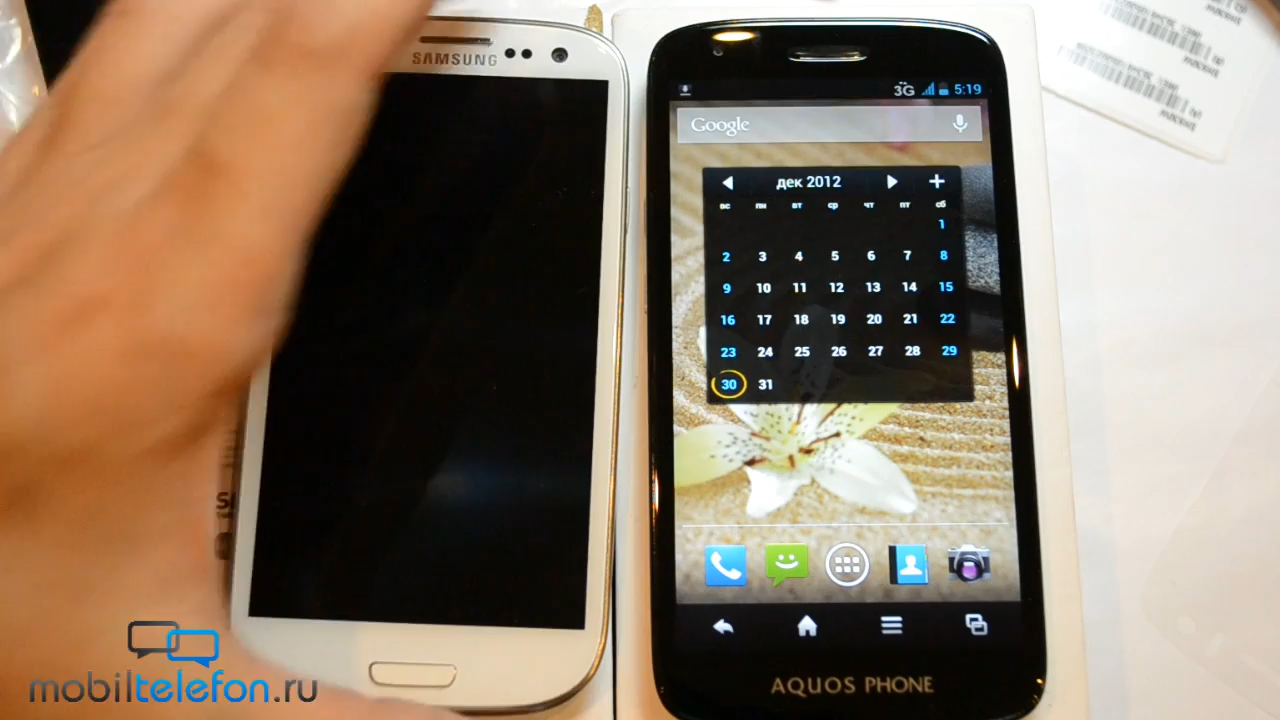 SAMSUNG
3G 5:19
Google
дек 2012
вс пн вт ср чт пт сб
1
2 3 4 5 6 7 8
9 10 11 12 13 14 15
16 17 18 19 20 21 22
23 24 25 26 27 28 29
30 31
AQUOS PHONE
mobiltelefon.ru